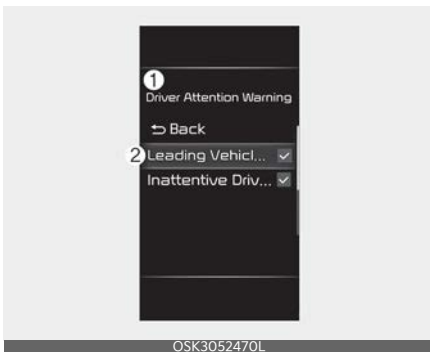 1
Driver Attention Warning
Back
2 Leading Vehicl...
Inattentive Driv...
OSK3052470L